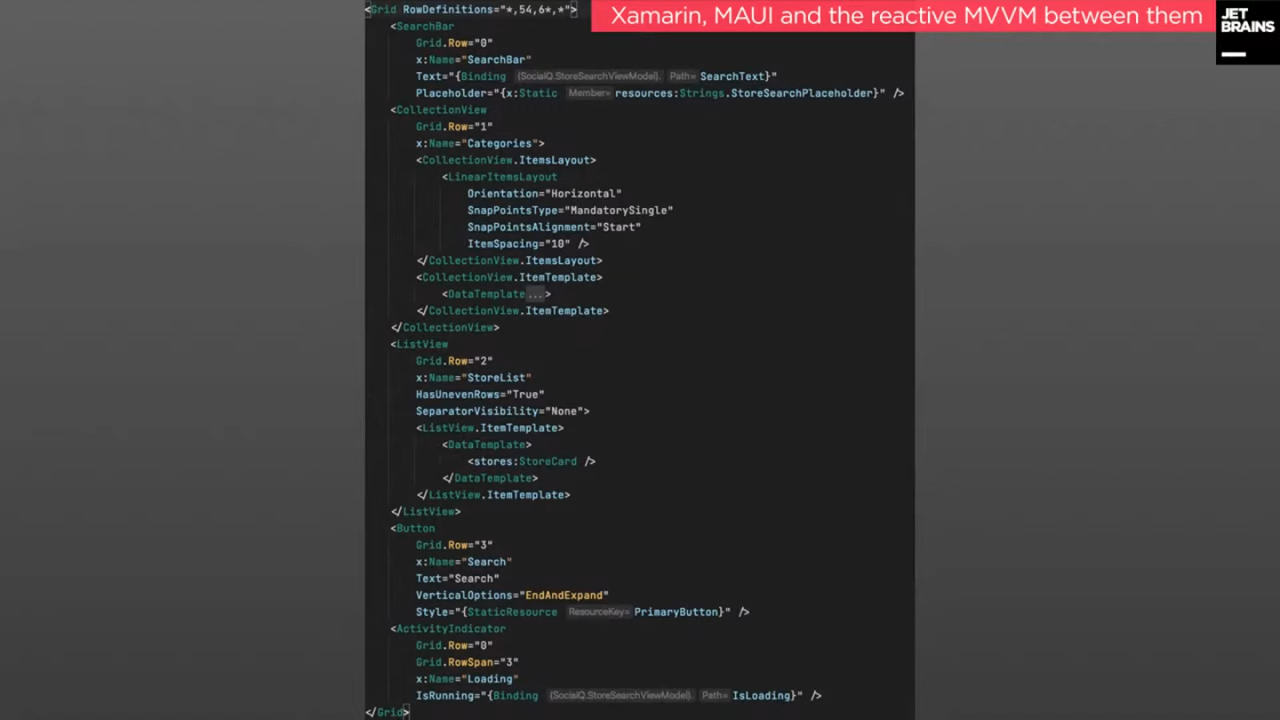 Xamarin, MAUI and the reactive MVVM between them
JET
BRAINS
<Grid RowDefinitions="*,54,6*,*">
<SearchBar
Grid.Row="0"
x:Name="SearchBar"
Text="{Binding (SocialQ.StoreSearchViewModel). Path= SearchText}"
Placeholder="{x:Static Member= resources:Strings.StoreSearchPlaceholder}" />
<CollectionView
Grid.Row="1"
x:Name="Categories">
<CollectionView.ItemsLayout>
<LinearItemsLayout
Orientation="Horizontal"
SnapPointsType="MandatorySingle"
SnapPointsAlignment="Start"
ItemSpacing="10" />
</CollectionView.ItemsLayout>
<CollectionView.ItemTemplate>
<DataTemplate...>
</CollectionView.ItemTemplate>
</CollectionView>
<ListView
Grid.Row="2"
x:Name="StoreList"
HasUnevenRows="True"
SeparatorVisibility="None">
<ListView.ItemTemplate>
<DataTemplate>
<stores:StoreCard />
</DataTemplate>
</ListView.ItemTemplate>
</ListView>
<Button
Grid.Row="3"
x:Name="Search"
Text="Search"
VerticalOptions="EndAndExpand"
Style="{StaticResource ResourceKey= PrimaryButton}" />
<ActivityIndicator
Grid.Row="0"
Grid.RowSpan="3"
x:Name="Loading"
IsRunning="{Binding (SocialQ.StoreSearchViewModel). Path= IsLoading}" />
</Grid>